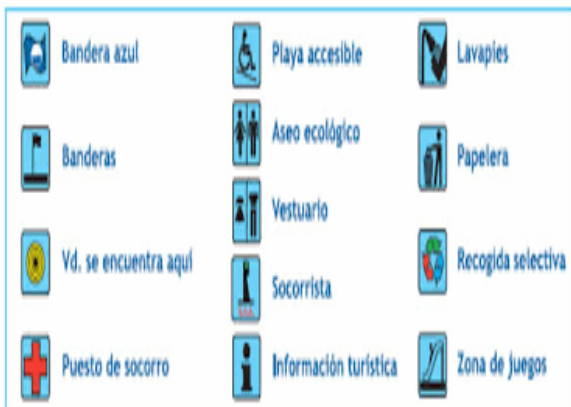 Bandera azul
Banderas
Vd. se encuentra aquí
Puesto de socorro
Playa accesible
Aseo ecológico
Vestuario
Socorrista
Información turística
Lavapies
Papelera
Recogida selectiva
Zona de juegos